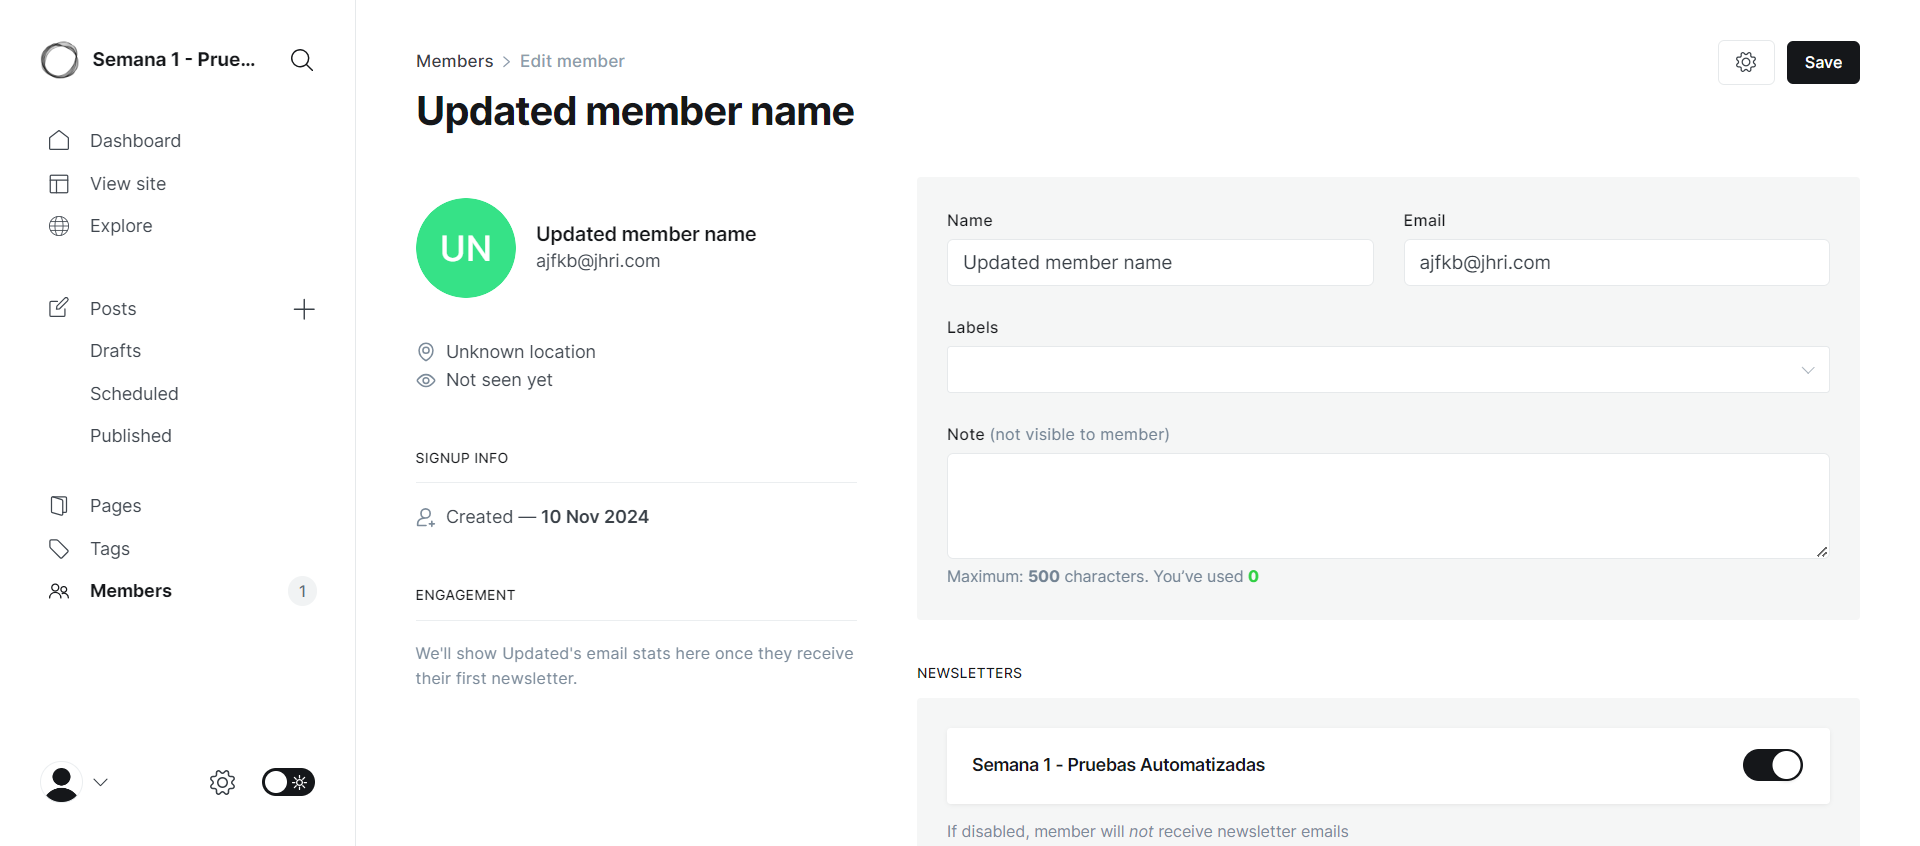 Semana 1 - Prue...
Dashboard
View site
Explore
Posts
Drafts
Scheduled
Published
Pages
Tags
Members 1
Members > Edit member
Save
Updated member name
UN
Updated member name
ajfkb@jhri.com
Unknown location
Not seen yet
SIGNUP INFO
Created — 10 Nov 2024
ENGAGEMENT
We'll show Updated's email stats here once they receive
their first newsletter.
Name Email
Updated member name ajfkb@jhri.com
Labels
Note (not visible to member)
Maximum: 500 characters. You’ve used 0
NEWSLETTERS
Semana 1 - Pruebas Automatizadas
If disabled, member will not receive newsletter emails